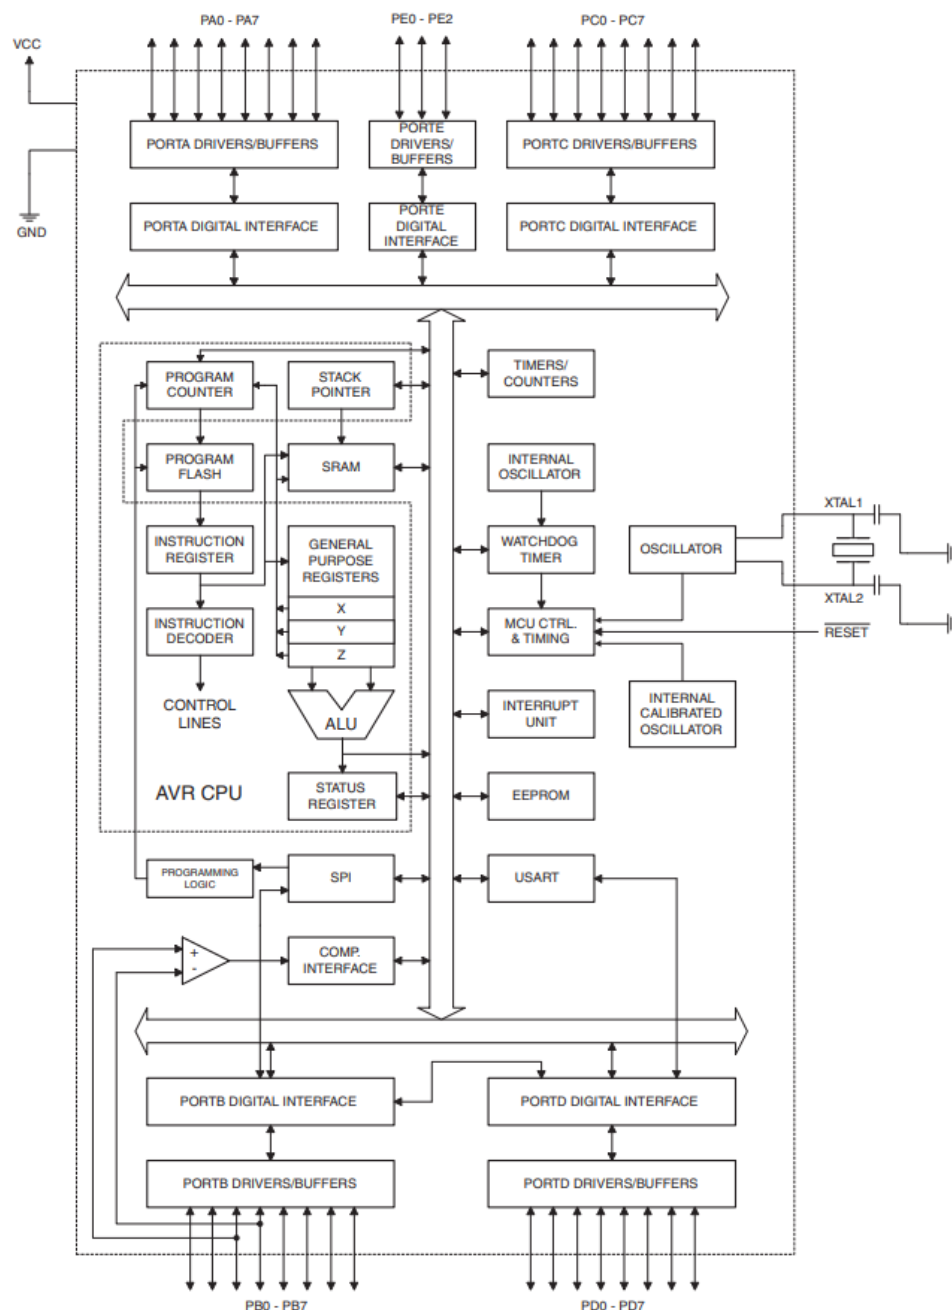 PA0 - PA7
PE0 - PE2
PC0 - PC7
VCC
GND
PORTA DRIVERS/BUFFERS
PORTE
DRIVERS/
BUFFERS
PORTC DRIVERS/BUFFERS
PORTA DIGITAL INTERFACE
PORTE
DIGITAL
INTERFACE
PORTC DIGITAL INTERFACE
PROGRAM
COUNTER
STACK
POINTER
TIMERS/
COUNTERS
PROGRAM
FLASH
SRAM
INTERNAL
OSCILLATOR
XTAL1
INSTRUCTION
REGISTER
GENERAL
PURPOSE
REGISTERS
WATCHDOG
TIMER
OSCILLATOR
XTAL2
X
Y
Z
INSTRUCTION
DECODER
MCU CTRL.
& TIMING
RESET
CONTROL
LINES
ALU
INTERRUPT
UNIT
INTERNAL
CALIBRATED
OSCILLATOR
AVR CPU
STATUS
REGISTER
EEPROM
PROGRAMMING
LOGIC
SPI
USART
+
-
COMP.
INTERFACE
PORTB DIGITAL INTERFACE
PORTD DIGITAL INTERFACE
PORTB DRIVERS/BUFFERS
PORTD DRIVERS/BUFFERS
PB0 - PB7
PD0 - PD7